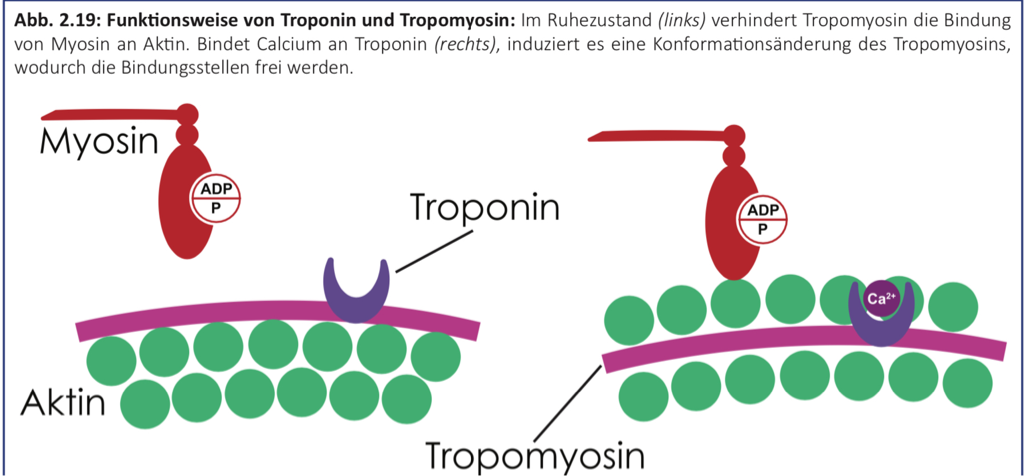 Abb. 2.19: Funktionsweise von Troponin und Tropomyosin: Im Ruhezustand (links) verhindert Tropomyosin die Bindung
von Myosin an Aktin. Bindet Calcium an Troponin (rechts), induziert es eine Konformationsänderung des Tropomyosins,
wodurch die Bindungsstellen frei werden.
Myosin
ADP
P
Troponin
ADP
P
Ca²⁺
Aktin
Tropomyosin